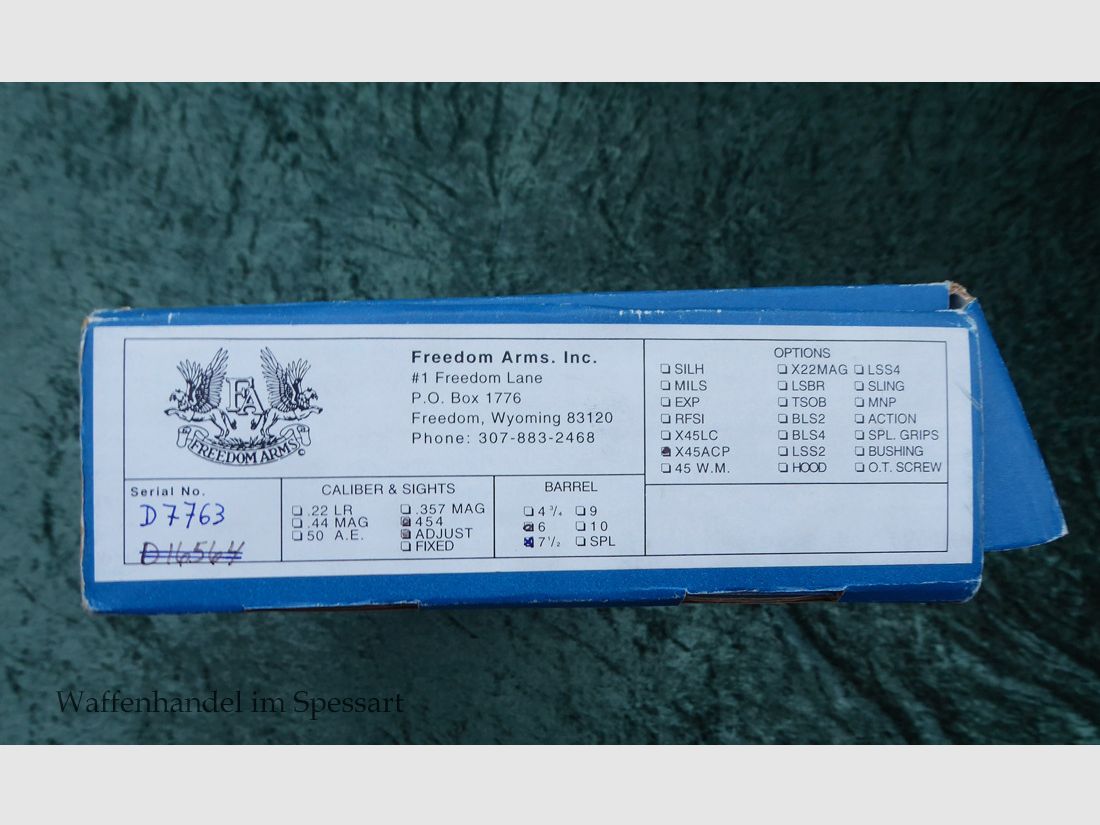 FA
FREEDOM ARMS ©
Freedom Arms. Inc.
#1 Freedom Lane
P.O. Box 1776
Freedom, Wyoming 83120
Phone: 307-883-2468
OPTIONS
SILH
MILS
EXP
RFSI
X45LC
X45ACP
45 W.M.
X22MAG
LSBR
TSOB
BLS2
BLS4
LSS2
HOOD
LSS4
SLING
MNP
ACTION
SPL. GRIPS
BUSHING
O.T. SCREW
Serial No.
D7763
D16564
CALIBER & SIGHTS
.22 LR
.44 MAG
50 A.E.
.357 MAG
454
ADJUST
FIXED
BARREL
4 3/4
6
7 1/2
9
10
SPL
Waffenhandel im Spessart